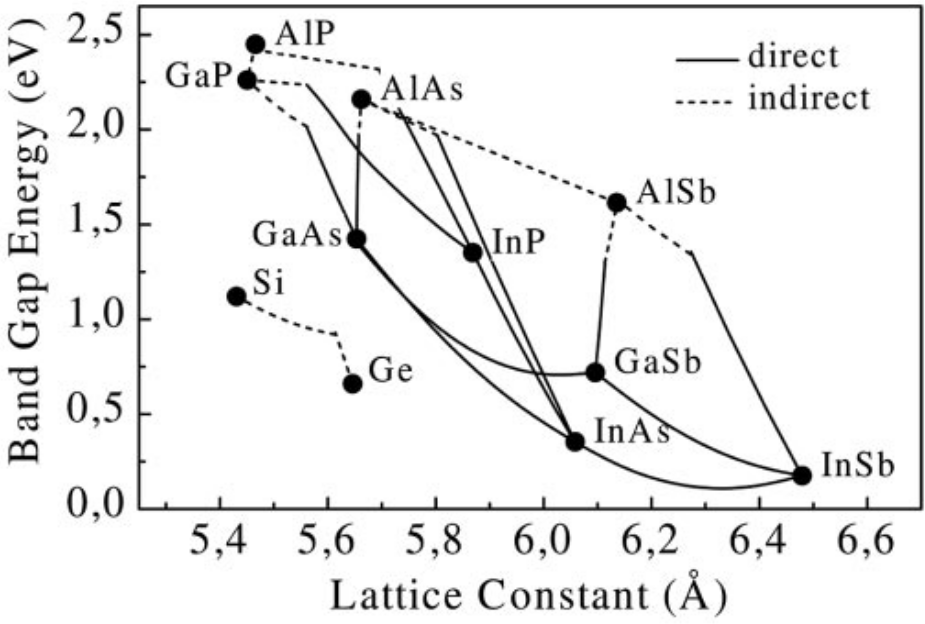 Band Gap Energy (eV)
2,5
2,0
1,5
1,0
0,5
0,0
AlP
GaP
AlAs
direct
indirect
AlSb
GaAs
InP
Si
Ge
GaSb
InAs
InSb
5,4 5,6 5,8 6,0 6,2 6,4 6,6
Lattice Constant (Å)